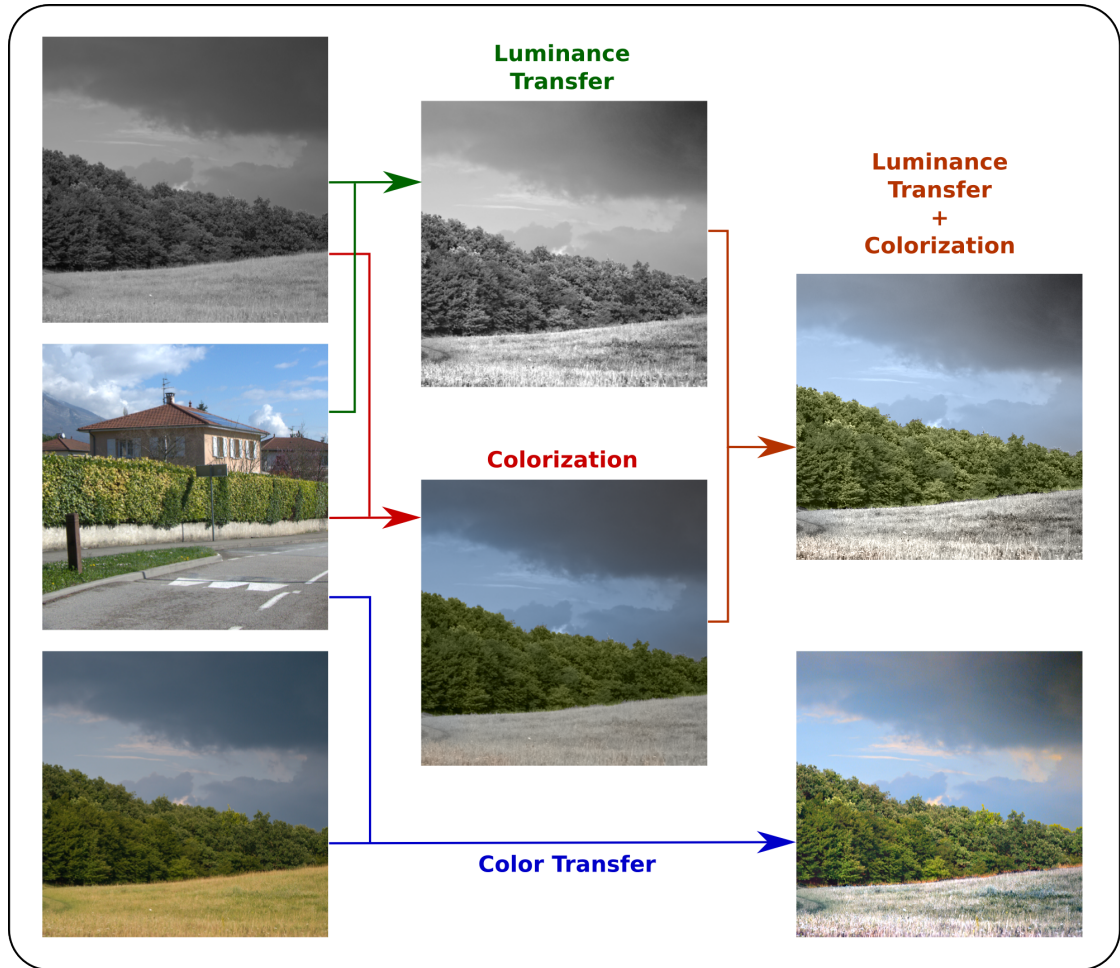 Luminance
Transfer
Luminance
Transfer
+
Colorization
Colorization
Color Transfer